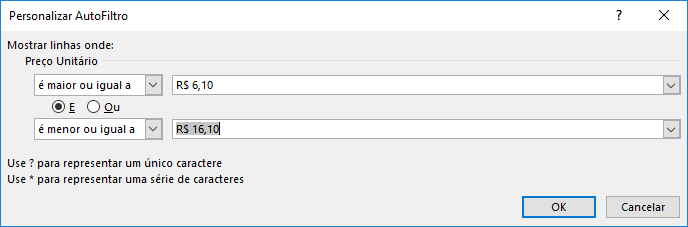 Personalizar AutoFiltro
Mostrar linhas onde:
Preço Unitário
é maior ou igual a R$ 6,10
E Ou
é menor ou igual a R$ 16,10
Use ? para representar um único caractere
Use * para representar uma série de caracteres
OK Cancelar